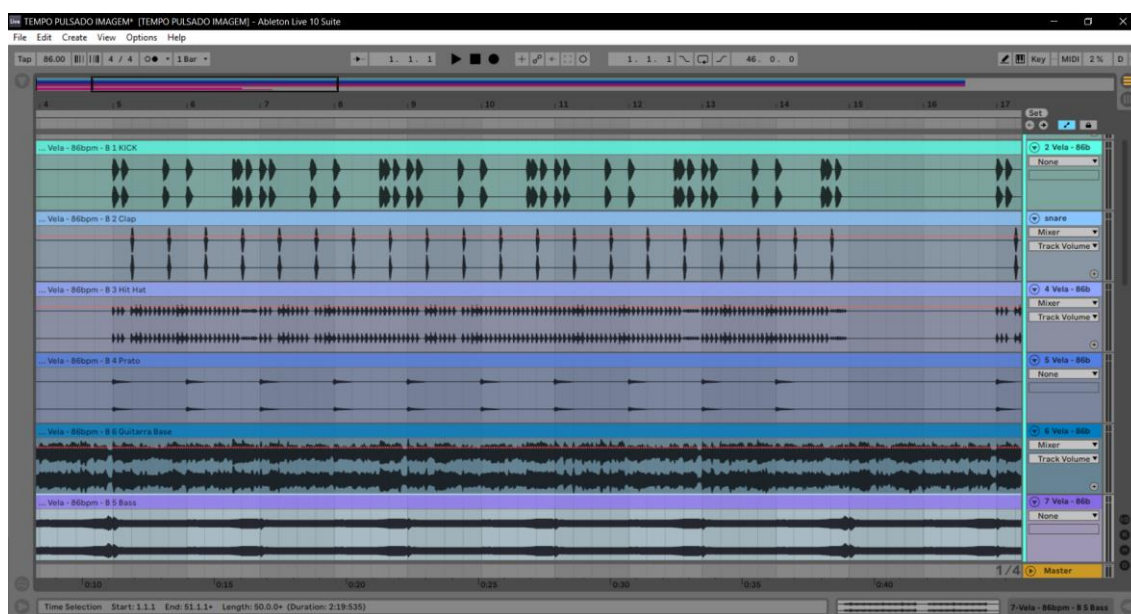 Live TEMPO PULSADO IMAGEM* [TEMPO PULSADO IMAGEM] - Ableton Live 10 Suite
File Edit Create View Options Help
Tap 86.00 4 / 4 1 Bar 1. 1. 1 1. 1. 1 46. 0. 0 Key MIDI 2 % D
4 5 6 7 8 9 10 11 12 13 14 15 16 17
Set
... Vela - 86bpm - B 1 KICK
2 Vela - 86b
None
... Vela - 86bpm - B 2 Clap
snare
Mixer
Track Volume
... Vela - 86bpm - B 3 Hit Hat
4 Vela - 86b
Mixer
Track Volume
... Vela - 86bpm - B 4 Prato
5 Vela - 86b
None
... Vela - 86bpm - B 6 Guitarra Base
6 Vela - 86b
Mixer
Track Volume
... Vela - 86bpm - B 5 Bass
7 Vela - 86b
None
1/4 Master
0:10 0:15 0:20 0:25 0:30 0:35 0:40
Time Selection Start: 1.1.1 End: 51.1.1+ Length: 50.0.0+ (Duration: 2:19:535) 7-Vela - 86bpm - B 5 Bass